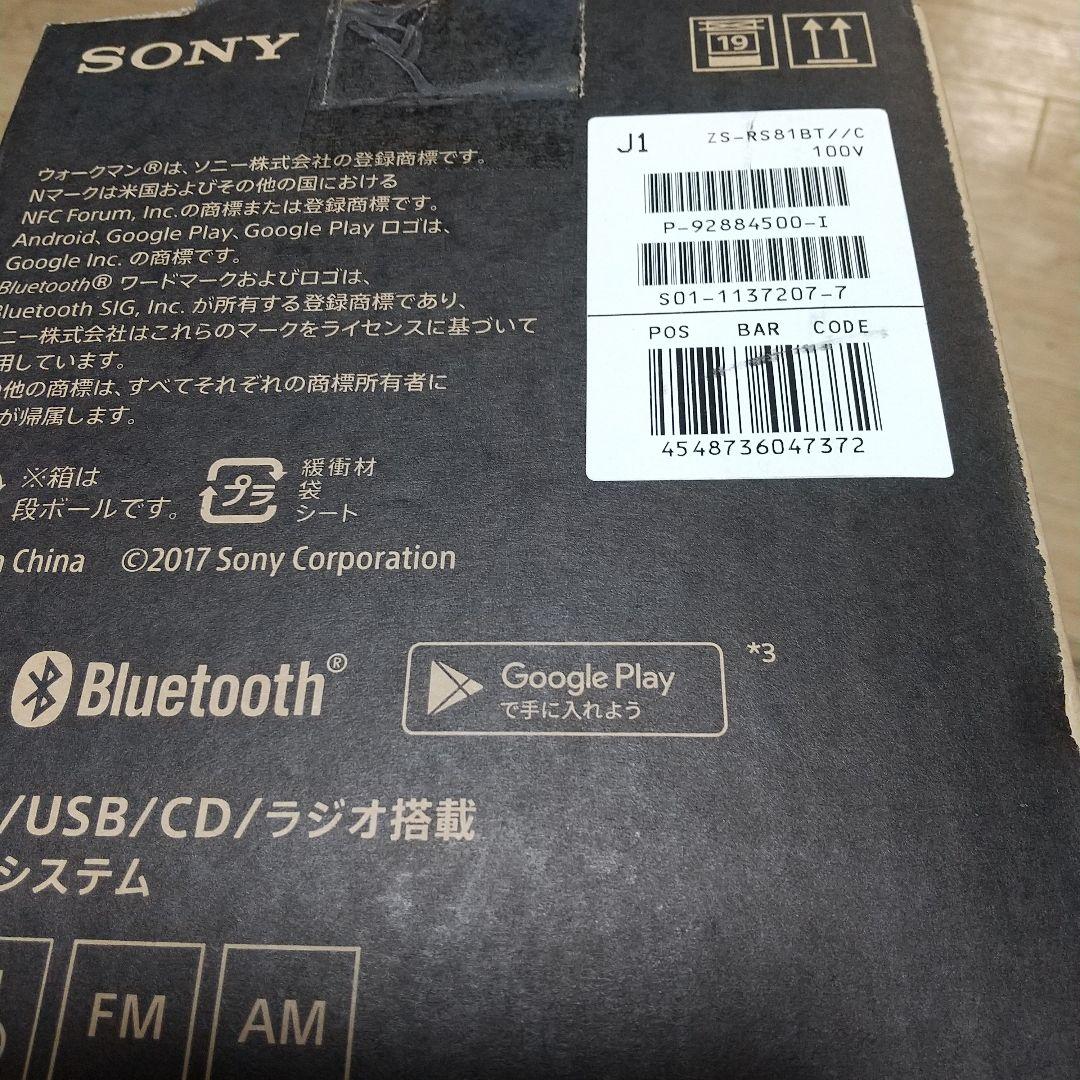 SONY
19
J1 ZS-RS81BT//C
100V
P-92884500-I
S01-1137207-7
POS BAR CODE
4548736047372
ウォークマン®は、ソニー株式会社の登録商標です。
Nマークは米国およびその他の国における
NFC Forum, Inc.の商標または登録商標です。
Android、Google Play、Google Play ロゴは、
Google Inc. の商標です。
Bluetooth® ワードマークおよびロゴは、
Bluetooth SIG, Inc. が所有する登録商標であり、
ニー株式会社はこれらのマークをライセンスに基づいて
用しています。
他の商標は、すべてそれぞれの商標所有者に
が帰属します。
※箱は
段ボールです。
プラ
緩衝材
袋
シート
China ©2017 Sony Corporation
Bluetooth®
Google Play
で手に入れよう
*3
/USB/CD/ラジオ搭載
システム
FM
AM